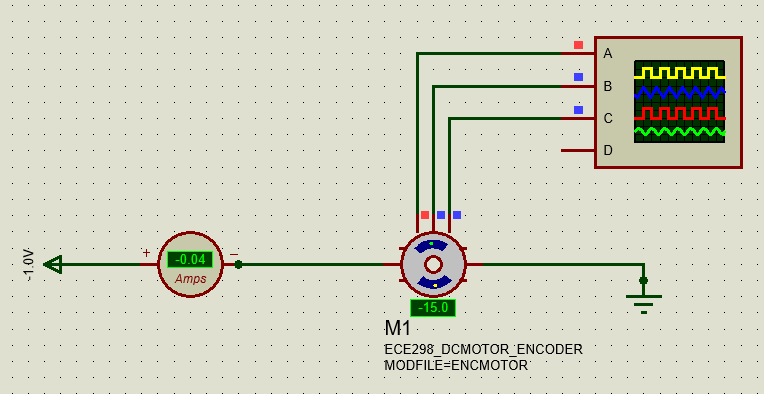 A
B
C
D
-1.0V
+
-0.04
Amps
−
-15.0
M1
ECE298_DCMOTOR_ENCODER
MODFILE=ENCMOTOR